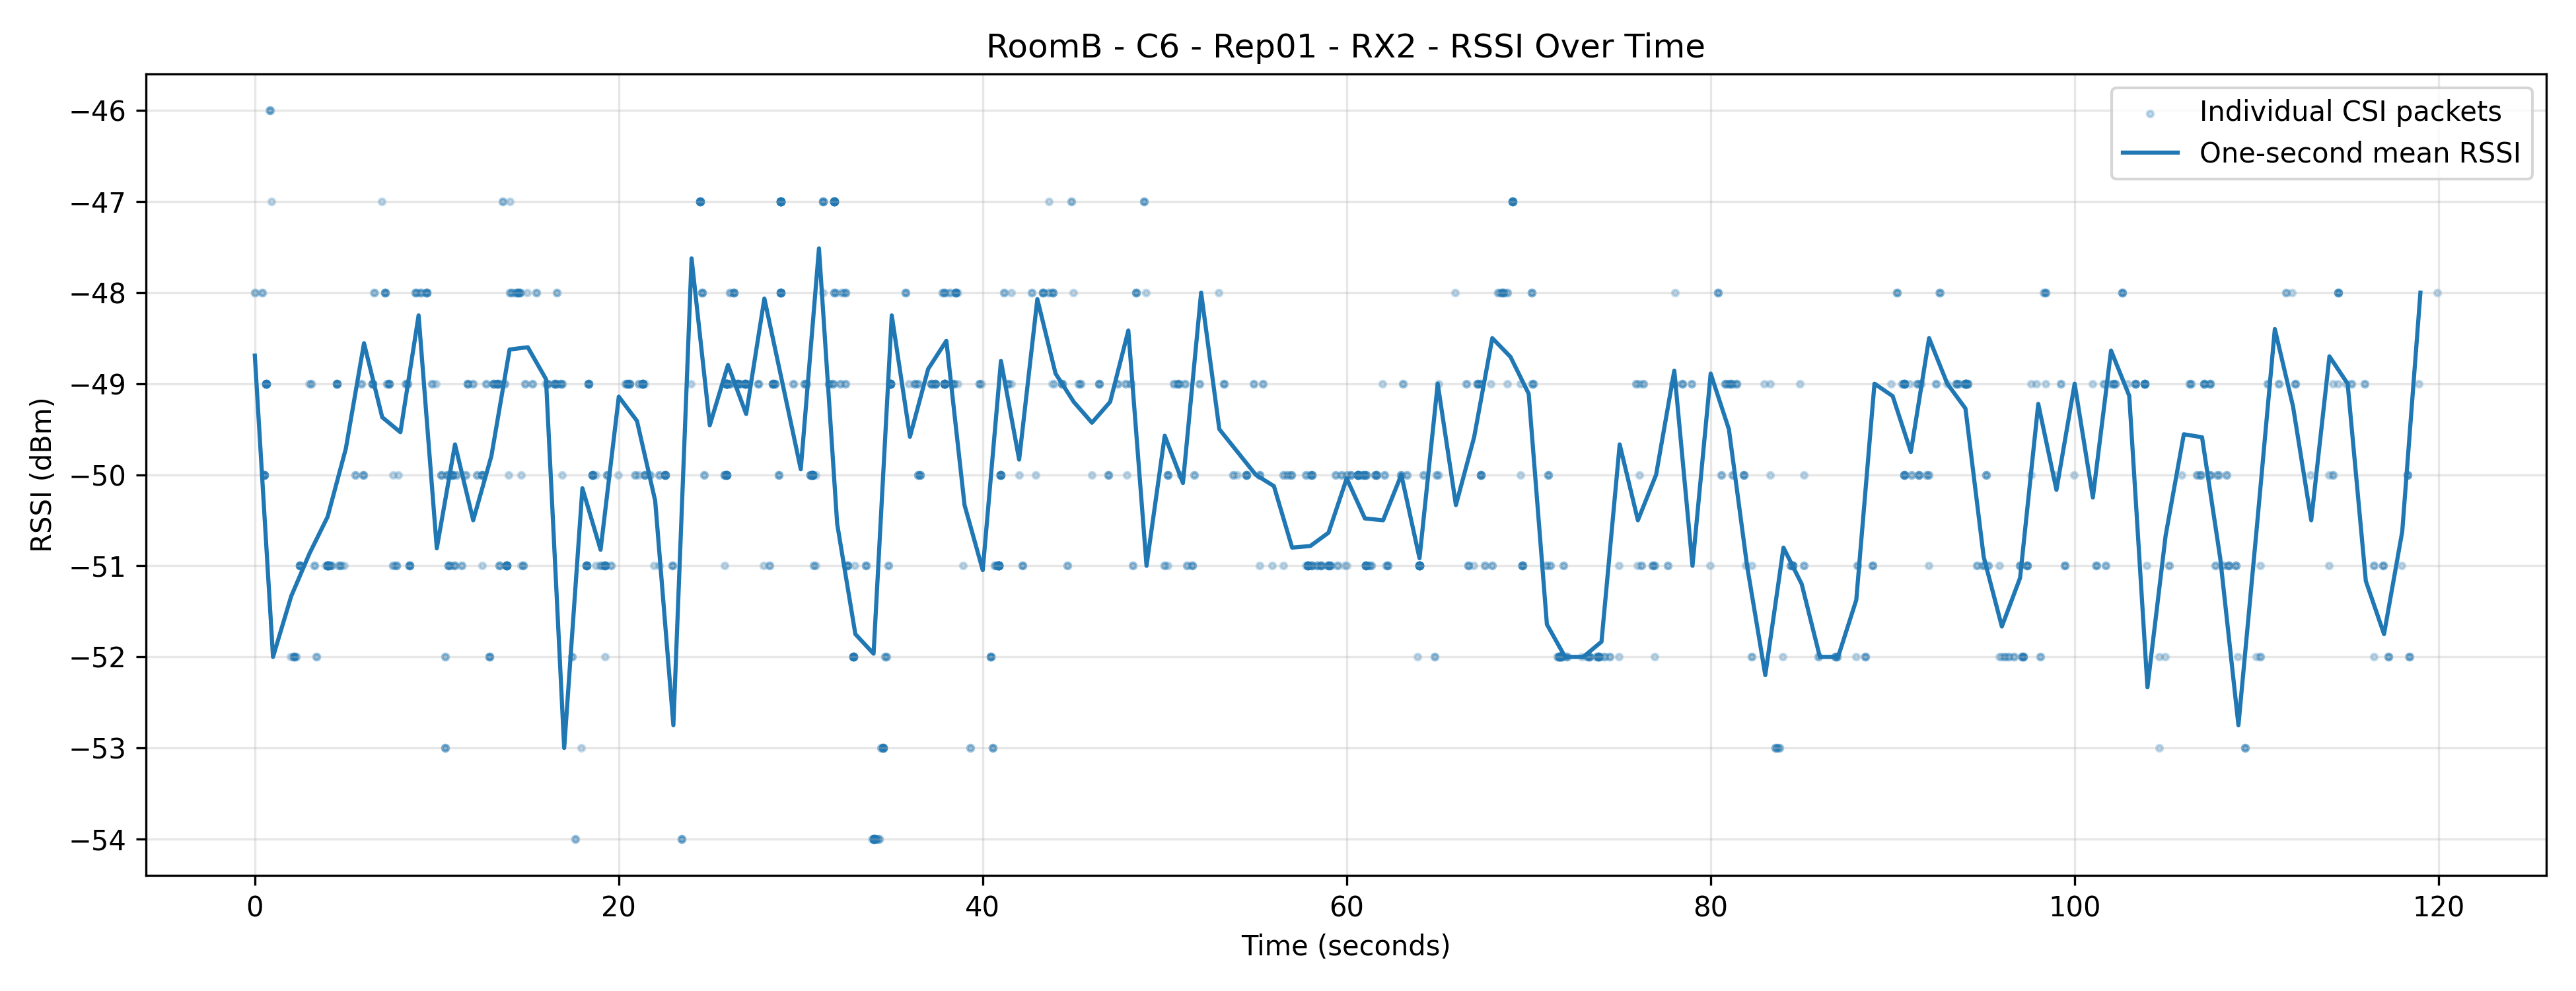 RoomB - C6 - Rep01 - RX2 - RSSI Over Time
Individual CSI packets
One-second mean RSSI
RSSI (dBm)
−46
−47
−48
−49
−50
−51
−52
−53
−54
0 20 40 60 80 100 120
Time (seconds)